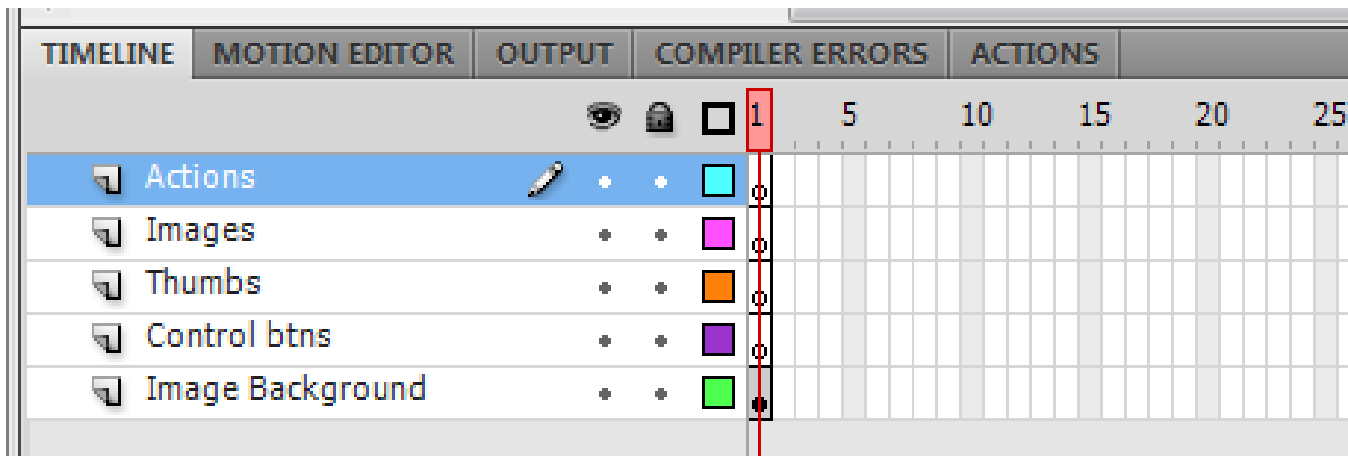 TIMELINE MOTION EDITOR OUTPUT COMPILER ERRORS ACTIONS
1 5 10 15 20 25
Actions
Images
Thumbs
Control btns
Image Background